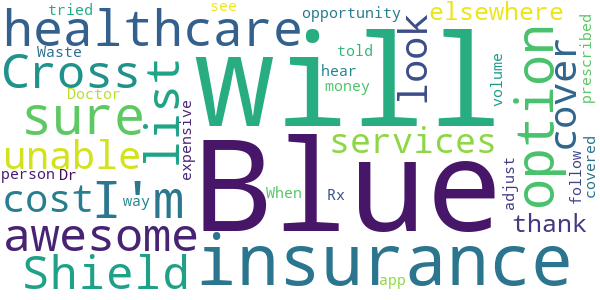 tried see opportunity elsewhere
healthcare Will look option cover prescribed
Waste told hear money volume
Cross Doctor list expensive
sure Blue services
unable adjust follow covered
person Dr
cost I'm way When Rx thank
awesome insurance
Shield app